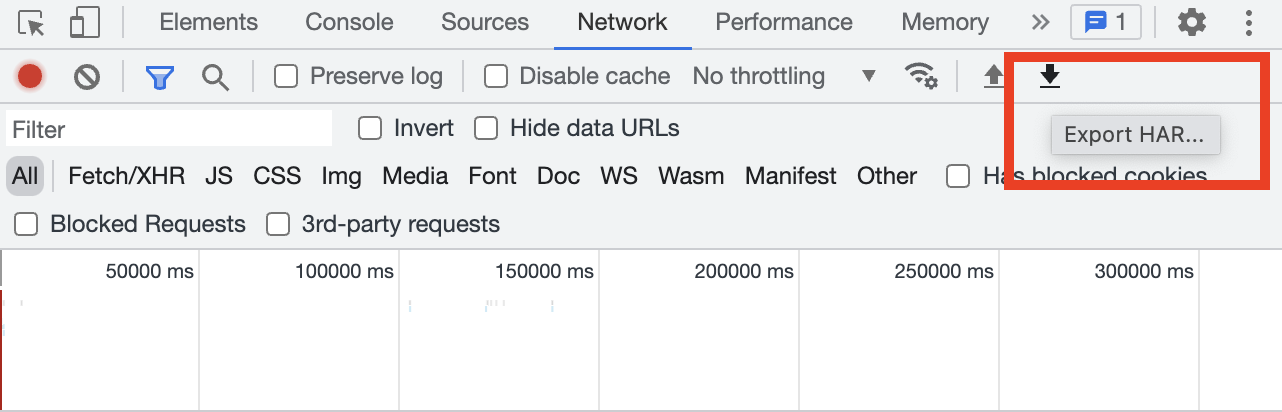 Elements Console Sources Network Performance Memory 1
Preserve log Disable cache No throttling
Export HAR...
Filter Invert Hide data URLs
All Fetch/XHR JS CSS Img Media Font Doc WS Wasm Manifest Other Has blocked cookies
Blocked Requests 3rd-party requests
50000 ms 100000 ms 150000 ms 200000 ms 250000 ms 300000 ms